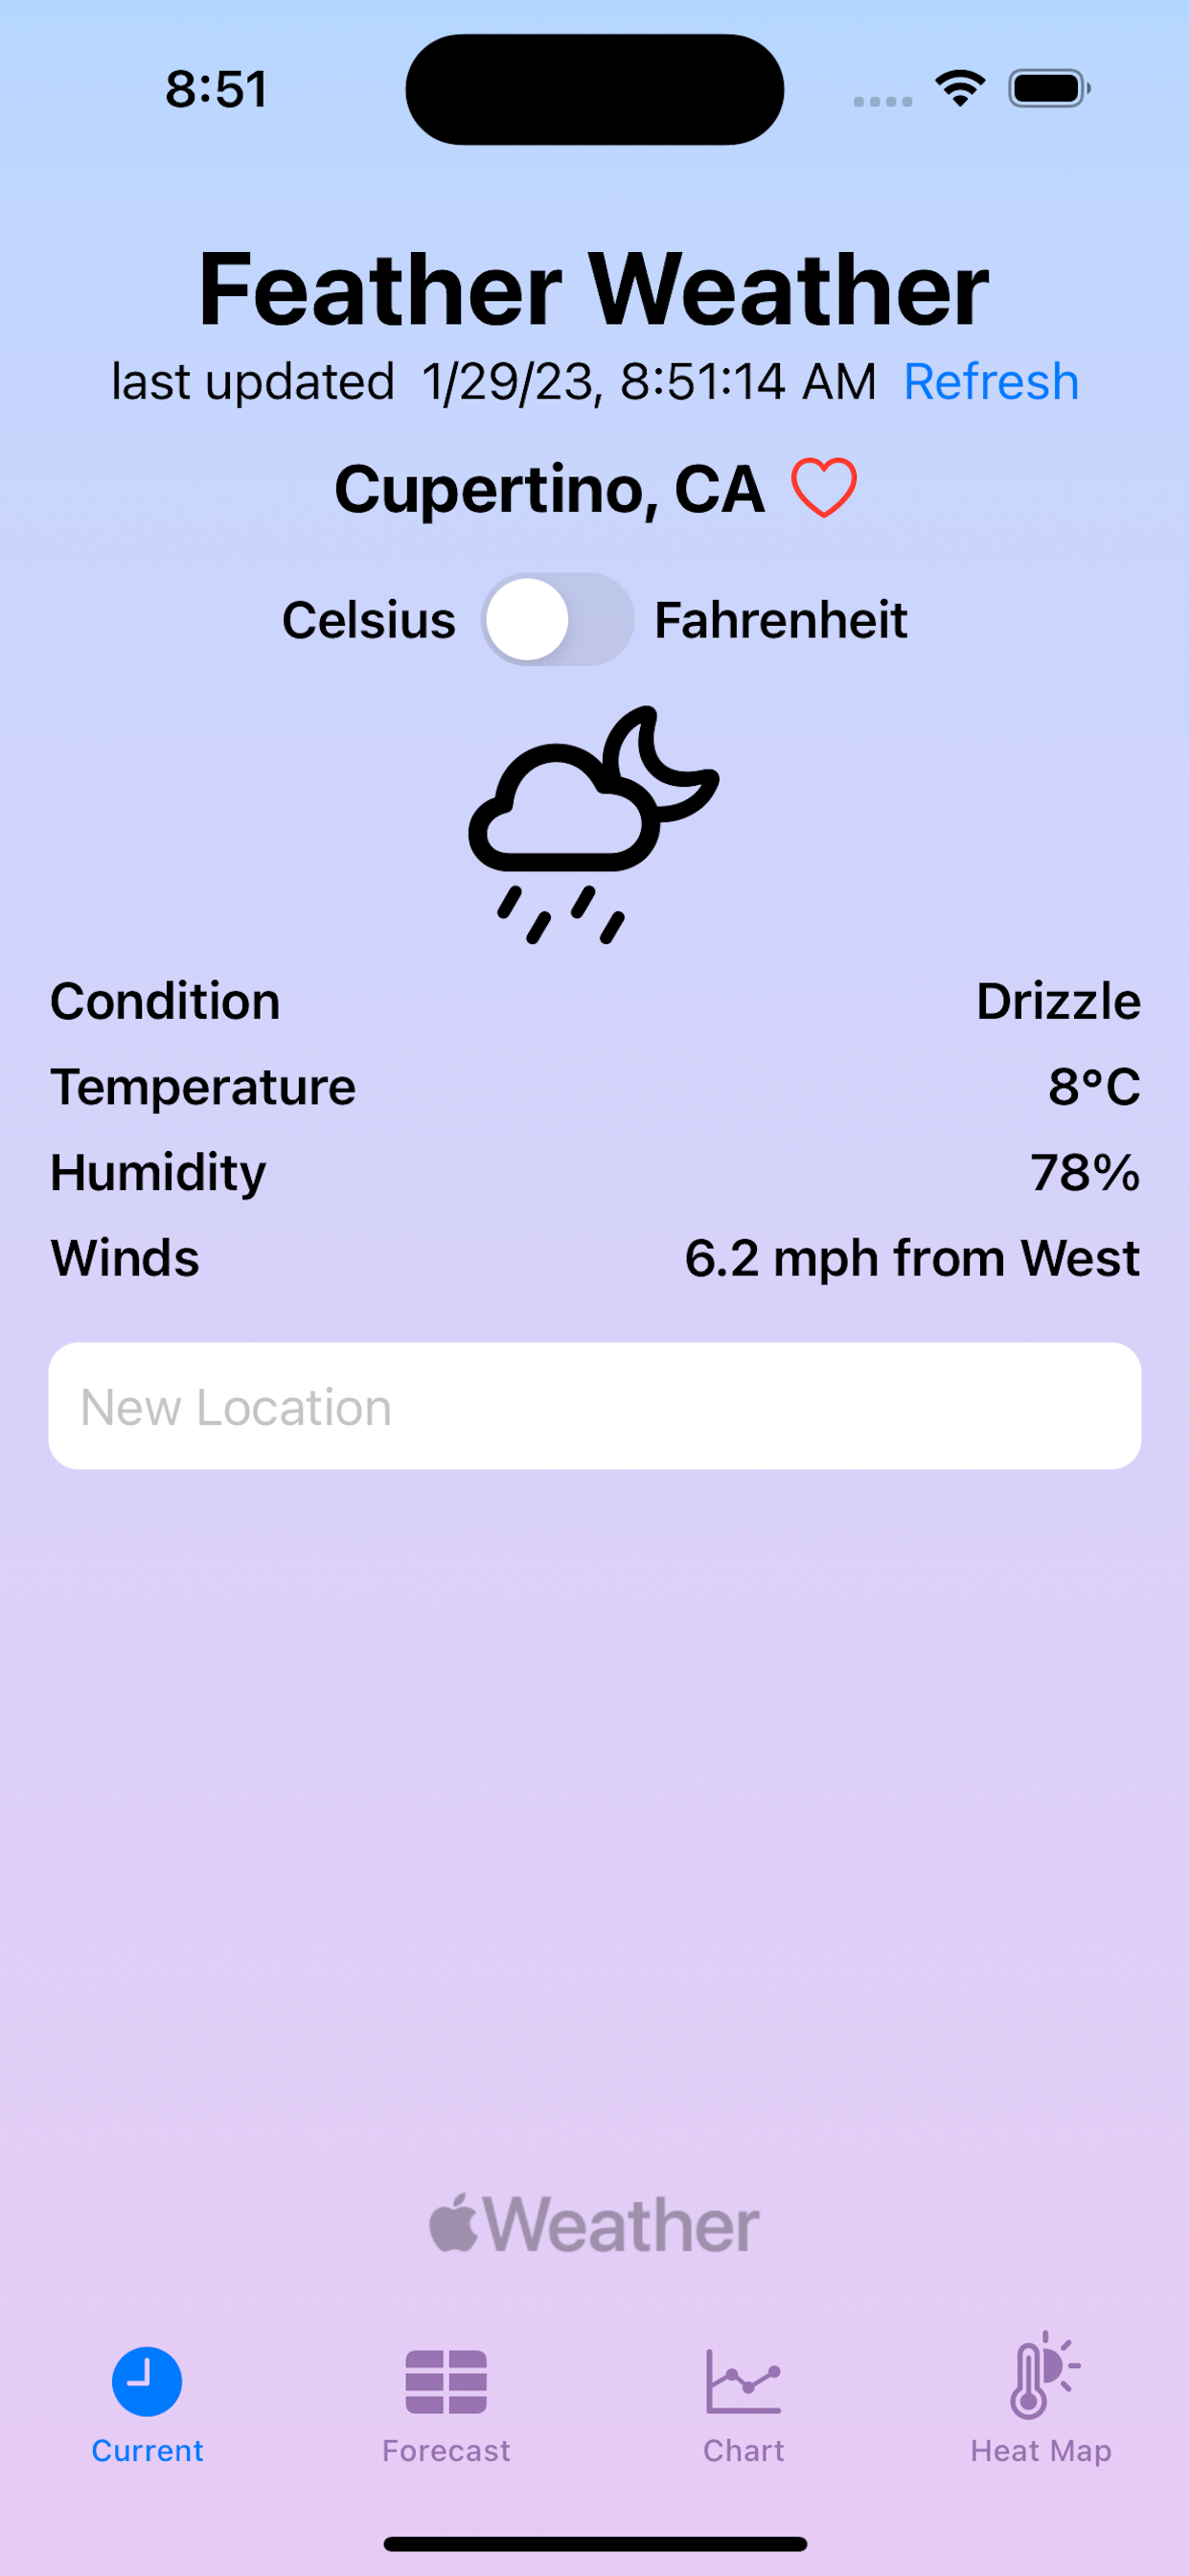 8:51
Feather Weather
last updated 1/29/23, 8:51:14 AM Refresh
Cupertino, CA
Celsius Fahrenheit
Condition Drizzle
Temperature 8°C
Humidity 78%
Winds 6.2 mph from West
New Location
Weather
Current Forecast Chart Heat Map